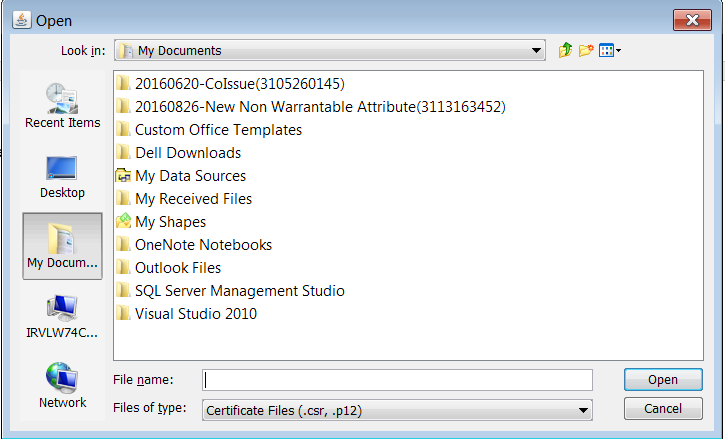 Open
Look in:
My Documents
Recent Items
Desktop
My Docum...
IRVLW74C...
Network
20160620-CoIssue(3105260145)
20160826-New Non Warrantable Attribute(3113163452)
Custom Office Templates
Dell Downloads
My Data Sources
My Received Files
My Shapes
OneNote Notebooks
Outlook Files
SQL Server Management Studio
Visual Studio 2010
File name:
Open
Files of type:
Certificate Files (.csr, .p12)
Cancel